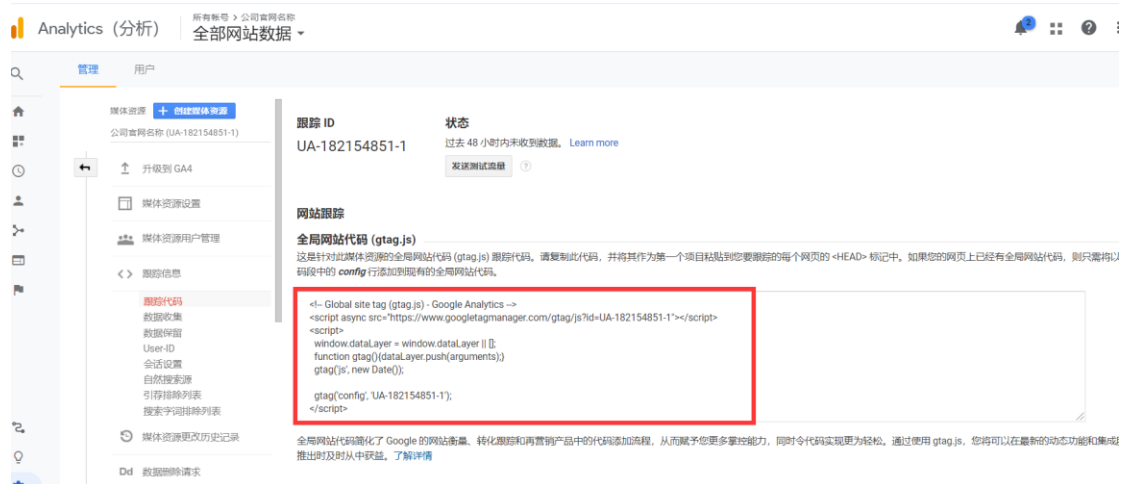 Analytics（分析）
所有帐号 > 公司官网名称
全部网站数据
2
管理
用户
媒体资源
+ 创建媒体资源
公司官网名称 (UA-182154851-1)
升级到 GA4
媒体资源设置
媒体资源用户管理
跟踪信息
跟踪代码
数据收集
数据保留
User-ID
会话设置
自然搜索源
引荐排除列表
搜索字词排除列表
媒体资源更改历史记录
Dd 数据删除请求
跟踪 ID
UA-182154851-1
状态
过去 48 小时内未收到数据。 Learn more
发送测试流量
网站跟踪
全局网站代码 (gtag.js)
这是针对此媒体资源的全局网站代码 (gtag.js) 跟踪代码。请复制此代码，并将其作为第一个项目粘贴到您要跟踪的每个网页的 <HEAD> 标记中。如果您的网页上已经有全局网站代码，则只需将以
码段中的 config 行添加到现有的全局网站代码。
<!-- Global site tag (gtag.js) - Google Analytics -->
<script async src="https://www.googletagmanager.com/gtag/js?id=UA-182154851-1"></script>
<script>
window.dataLayer = window.dataLayer || [];
function gtag(){dataLayer.push(arguments);}
gtag('js', new Date());
gtag('config', 'UA-182154851-1');
</script>
全局网站代码简化了 Google 的网站衡量、转化跟踪和再营销产品中的代码添加流程，从而赋予您更多掌控能力，同时令代码实现更为轻松。通过使用 gtag.js，您将可以在最新的动态功能和集成
推出时及时从中获益。了解详情